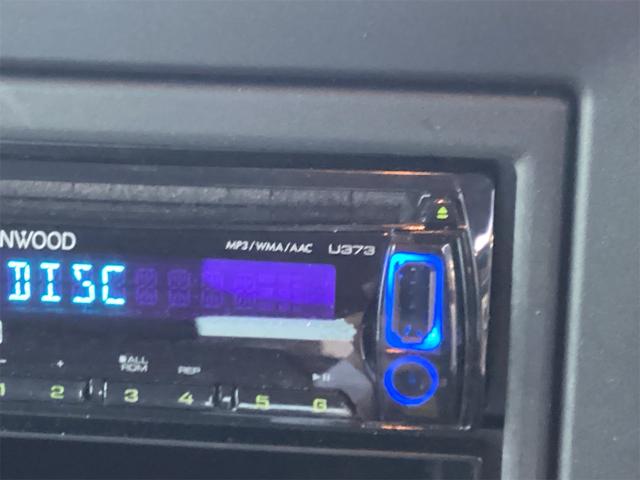 NWOOD MP3/WMA/AAC U373
DISC
- + ALL RDM REP
1 2 3 4 5 6